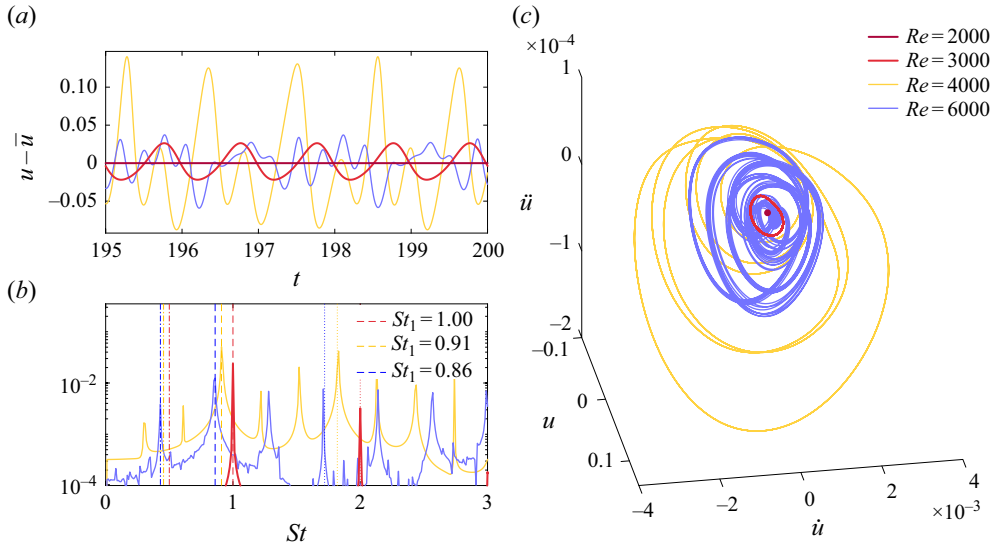 (a)
0.10
0.05
0
−0.05
u − u̅
195 196 197 198 199 200
t
(b)
St₁ = 1.00
St₁ = 0.91
St₁ = 0.86
10⁻²
10⁻⁴
0 1 2 3
St
(c)
Re = 2000
Re = 3000
Re = 4000
Re = 6000
×10⁻⁴
1
0
−1
−2
ü
−0.1
0
0.1
u
−4 −2 0 2 4
×10⁻³
u̇